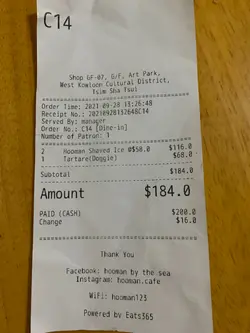 C14
Shop GF-07, G/f, Art Park,
West Kowloon Cultural District,
Tsim Sha Tsui
Order Time: 2021-09-28 13:26:48
Receipt No.: 20210928132648C14
Served By: manager
Order No.: C14 [Dine-in]
Number of Patron: 1
2 Hooman Shaved Ice @$58.0 $116.0
1 Tartare(Doggie) $68.0
Subtotal $184.0
Amount $184.0
PAID (CASH) $200.0
Change $16.0
Thank You
Facebook: hooman by the sea
Instagram: hooman.cafe
WiFi: hooman123
Powered by Eats365